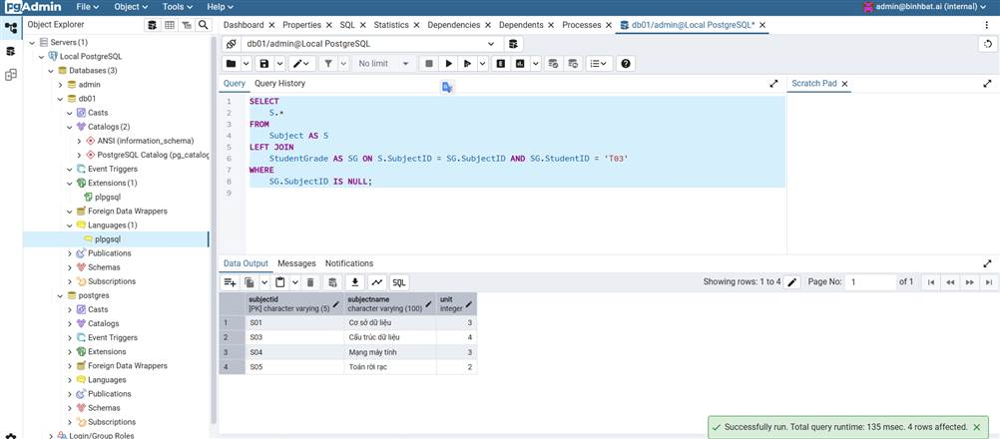 pgAdmin File Object Tools Help admin@binhbat.ai (internal)
Object Explorer
Dashboard Properties SQL Statistics Dependencies Dependents Processes db01/admin@Local PostgreSQL*
Servers (1)
Local PostgreSQL
Databases (3)
admin
db01
Casts
Catalogs (2)
ANSI (information_schema)
PostgreSQL Catalog (pg_catalog
Event Triggers
Extensions (1)
plpgsql
Foreign Data Wrappers
Languages (1)
plpgsql
Publications
Schemas
Subscriptions
postgres
Casts
Catalogs
Event Triggers
Extensions
Foreign Data Wrappers
Languages
Publications
Schemas
Subscriptions
Login/Group Roles
db01/admin@Local PostgreSQL
No limit
Query Query History
Scratch Pad
1 SELECT
2 S.*
3 FROM
4 Subject AS S
5 LEFT JOIN
6 StudentGrade AS SG ON S.SubjectID = SG.SubjectID AND SG.StudentID = 'T03'
7 WHERE
8 SG.SubjectID IS NULL;
9
Data Output Messages Notifications
SQL Showing rows: 1 to 4 Page No: 1 of 1
subjectid subjectname unit
[PK] character varying (5) character varying (100) integer
1 S01 Cơ sở dữ liệu 3
2 S03 Cấu trúc dữ liệu 4
3 S04 Mạng máy tính 3
4 S05 Toán rời rạc 2
Successfully run. Total query runtime: 135 msec. 4 rows affected.